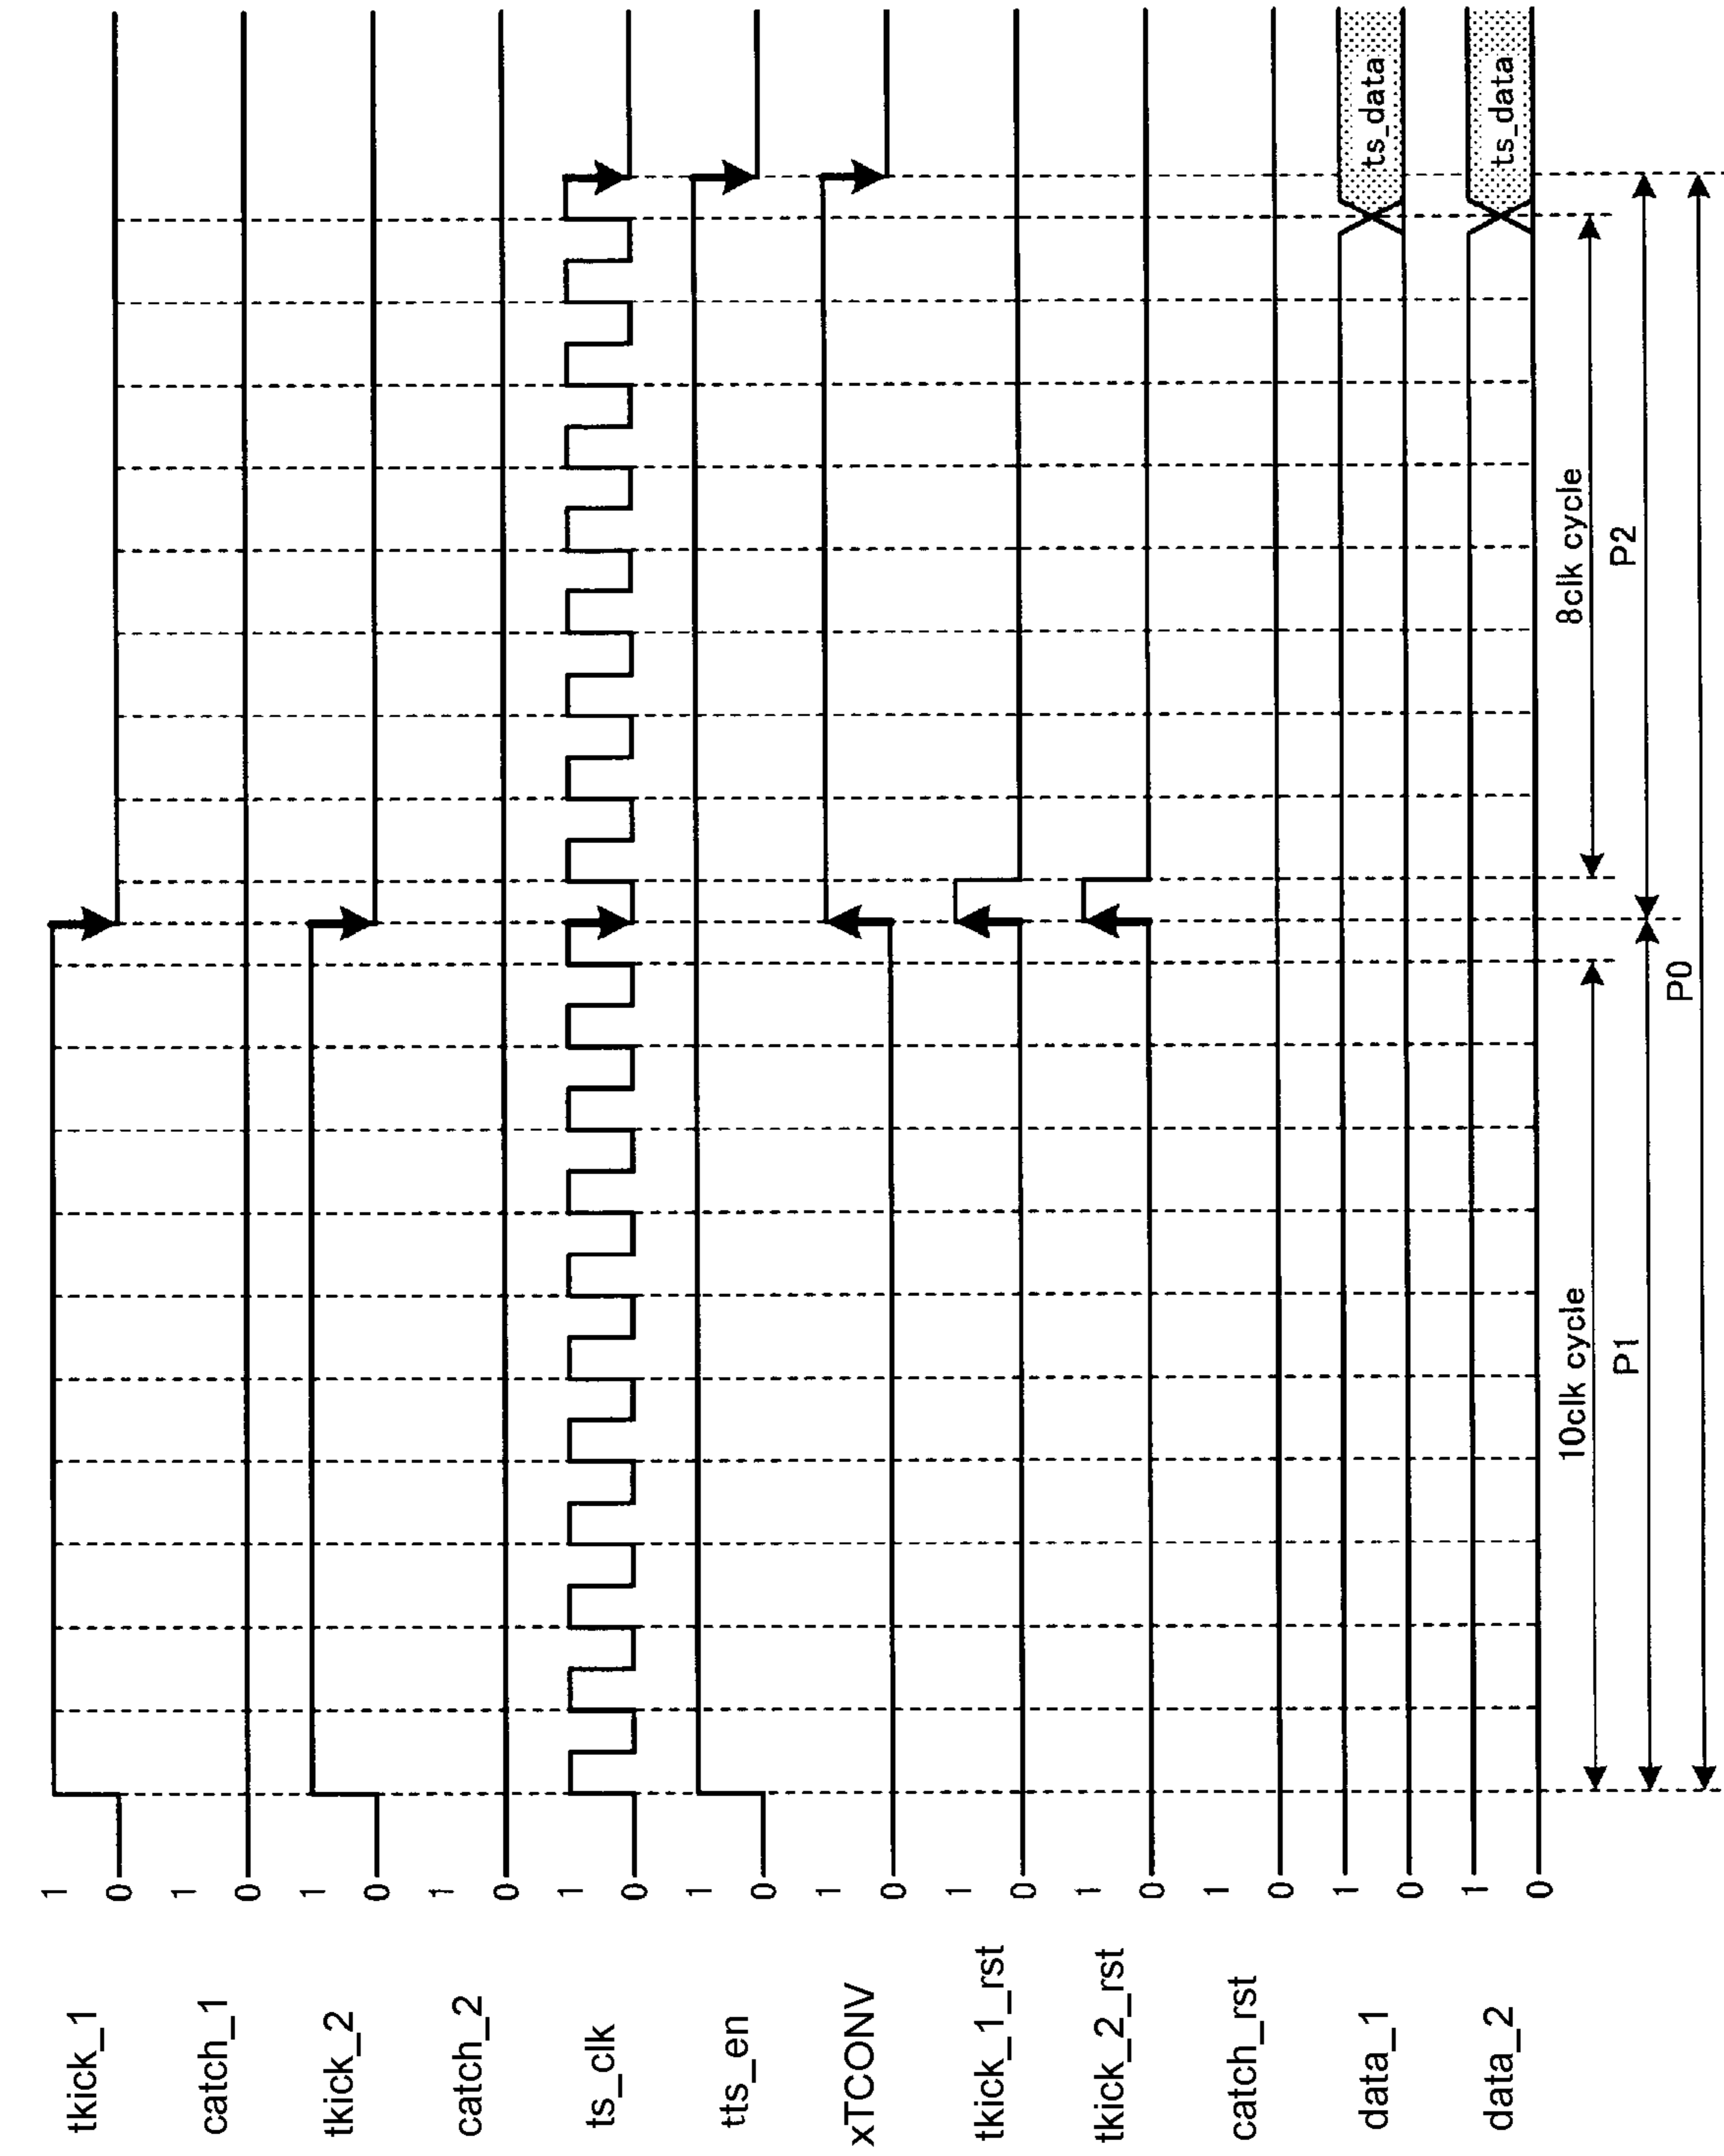 tkick_1 1
0
catch_1 1
0
tkick_2 1
0
catch_2 1
0
ts_clk 1
0
tts_en 1
0
xTCONV 1
0
tkick_1_rst 1
0
tkick_2_rst 1
0
catch_rst 1
0
data_1 1
0
ts_data
data_2 1
0
ts_data
10clk cycle
8clk cycle
P1
P2
P0